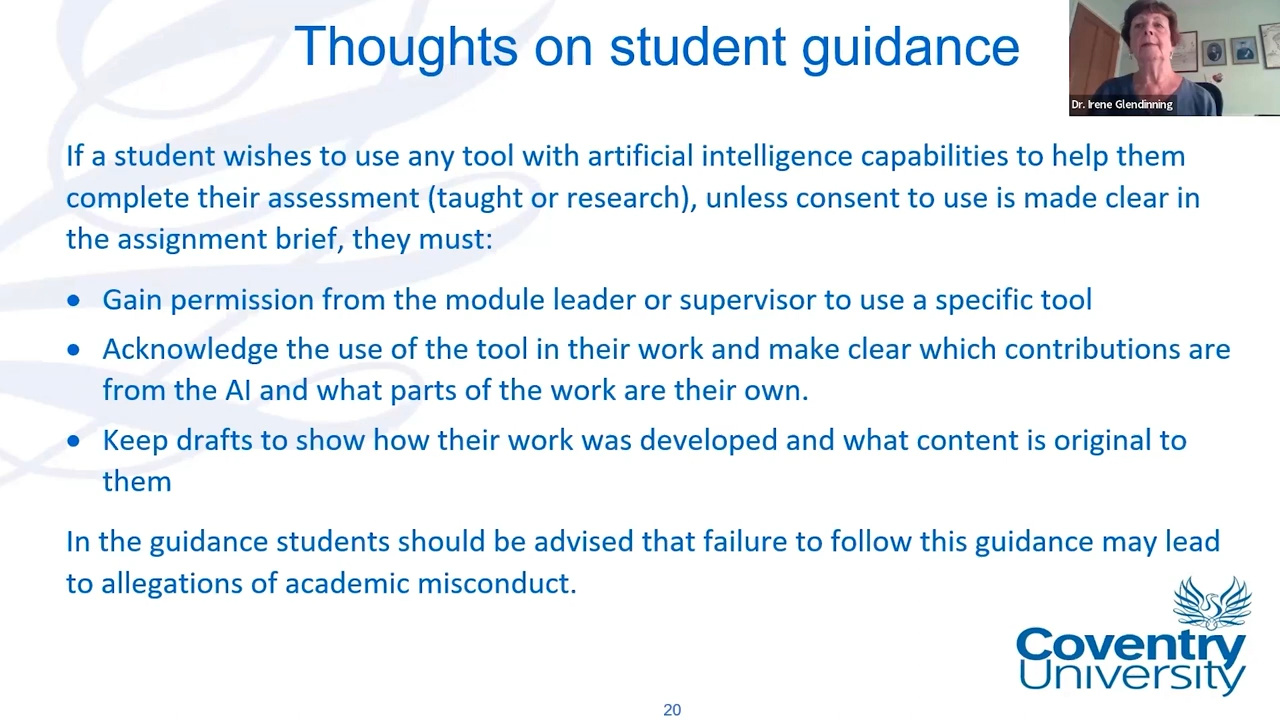 Thoughts on student guidance
Dr. Irene Glendinning
If a student wishes to use any tool with artificial intelligence capabilities to help them
complete their assessment (taught or research), unless consent to use is made clear in
the assignment brief, they must:
• Gain permission from the module leader or supervisor to use a specific tool
• Acknowledge the use of the tool in their work and make clear which contributions are
from the AI and what parts of the work are their own.
• Keep drafts to show how their work was developed and what content is original to
them
In the guidance students should be advised that failure to follow this guidance may lead
to allegations of academic misconduct.
Coventry
University
20